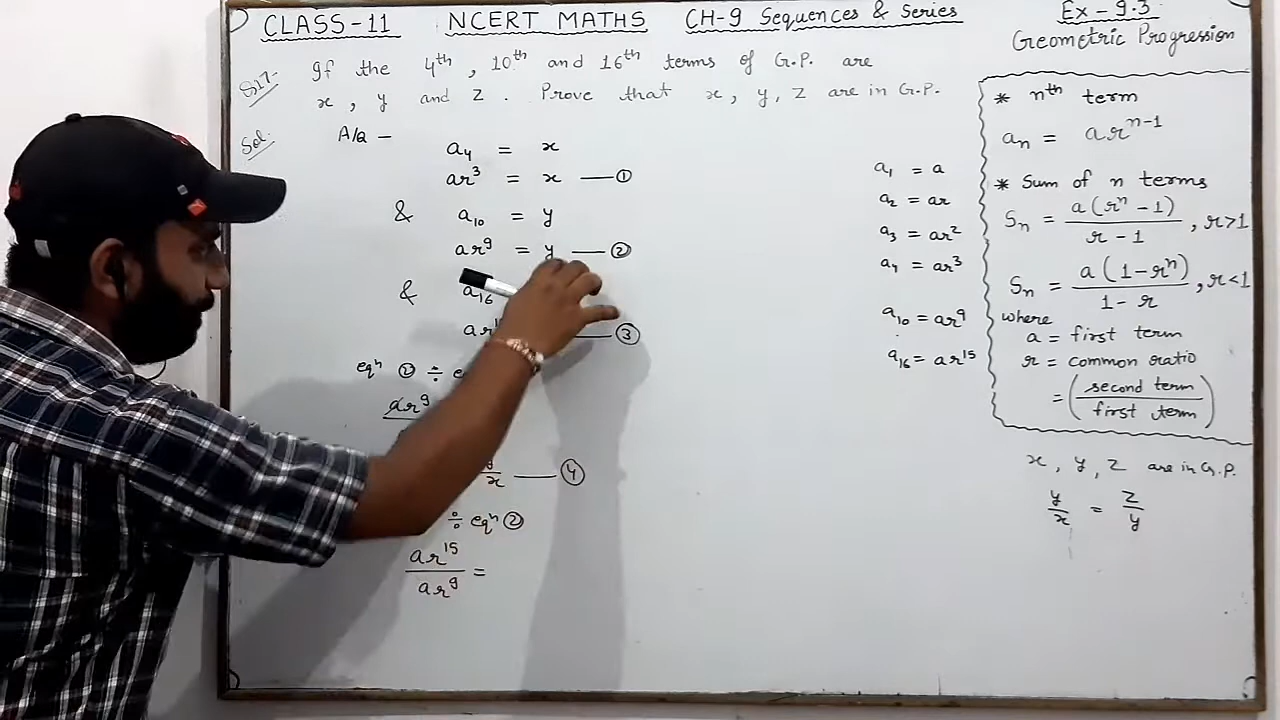 CLASS-11 NCERT MATHS CH-9 Sequences & Series
Ex-9.3
Geometric Progression
Q17- If the 4th, 10th and 16th terms of G.P. are
x, y and z. Prove that x, y, z are in G.P.
Sol. A/Q -
a₄ = x
ar³ = x —①
& a₁₀ = y
ar⁹ = y —②
& a₁₆
ar¹ —③
eqⁿ ② ÷
ar⁹
x —④
÷ eqⁿ ②
ar¹⁵
ar⁹ =
a₁ = a
a₂ = ar
a₃ = ar²
a₄ = ar³
a₁₀ = ar⁹
a₁₆ = ar¹⁵
* nth term
aₙ = arⁿ⁻¹
* Sum of n terms
Sₙ = a(rⁿ-1) / r-1, r>1
Sₙ = a(1-rⁿ) / 1-r, r<1
where
a = first term
r = common ratio
= (second term / first term)
x, y, z are in G.P.
y/x = z/y